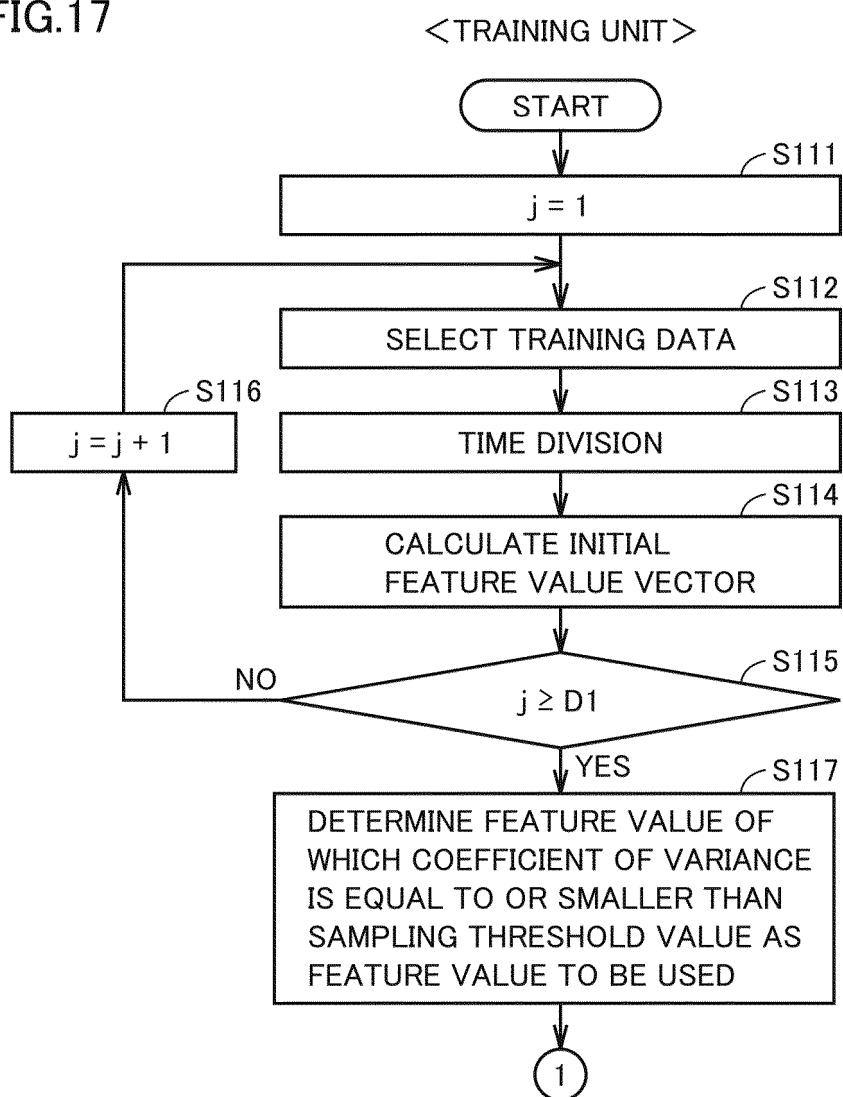 FIG.17
<TRAINING UNIT>
START
S111
j = 1
S112
SELECT TRAINING DATA
S113
TIME DIVISION
S114
CALCULATE INITIAL
FEATURE VALUE VECTOR
S115
j ≥ D1
NO
S116
j = j + 1
YES
S117
DETERMINE FEATURE VALUE OF
WHICH COEFFICIENT OF VARIANCE
IS EQUAL TO OR SMALLER THAN
SAMPLING THRESHOLD VALUE AS
FEATURE VALUE TO BE USED
1